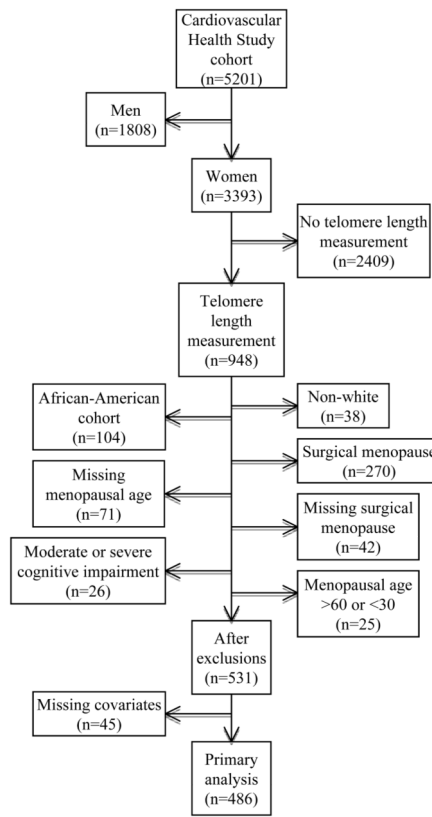 Cardiovascular
Health Study
cohort
(n=5201)
Men
(n=1808)
Women
(n=3393)
No telomere length
measurement
(n=2409)
Telomere
length
measurement
(n=948)
African-American
cohort
(n=104)
Non-white
(n=38)
Surgical menopause
(n=270)
Missing
menopausal age
(n=71)
Missing surgical
menopause
(n=42)
Moderate or severe
cognitive impairment
(n=26)
Menopausal age
>60 or <30
(n=25)
After
exclusions
(n=531)
Missing covariates
(n=45)
Primary
analysis
(n=486)